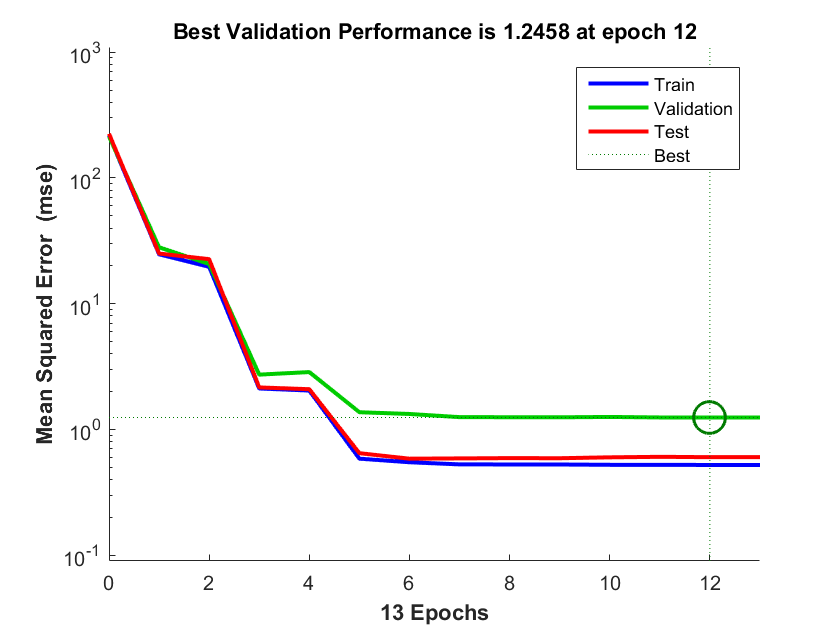 Best Validation Performance is 1.2458 at epoch 12
Mean Squared Error (mse)
10^3
10^2
10^1
10^0
10^-1
Train
Validation
Test
Best
0 2 4 6 8 10 12
13 Epochs